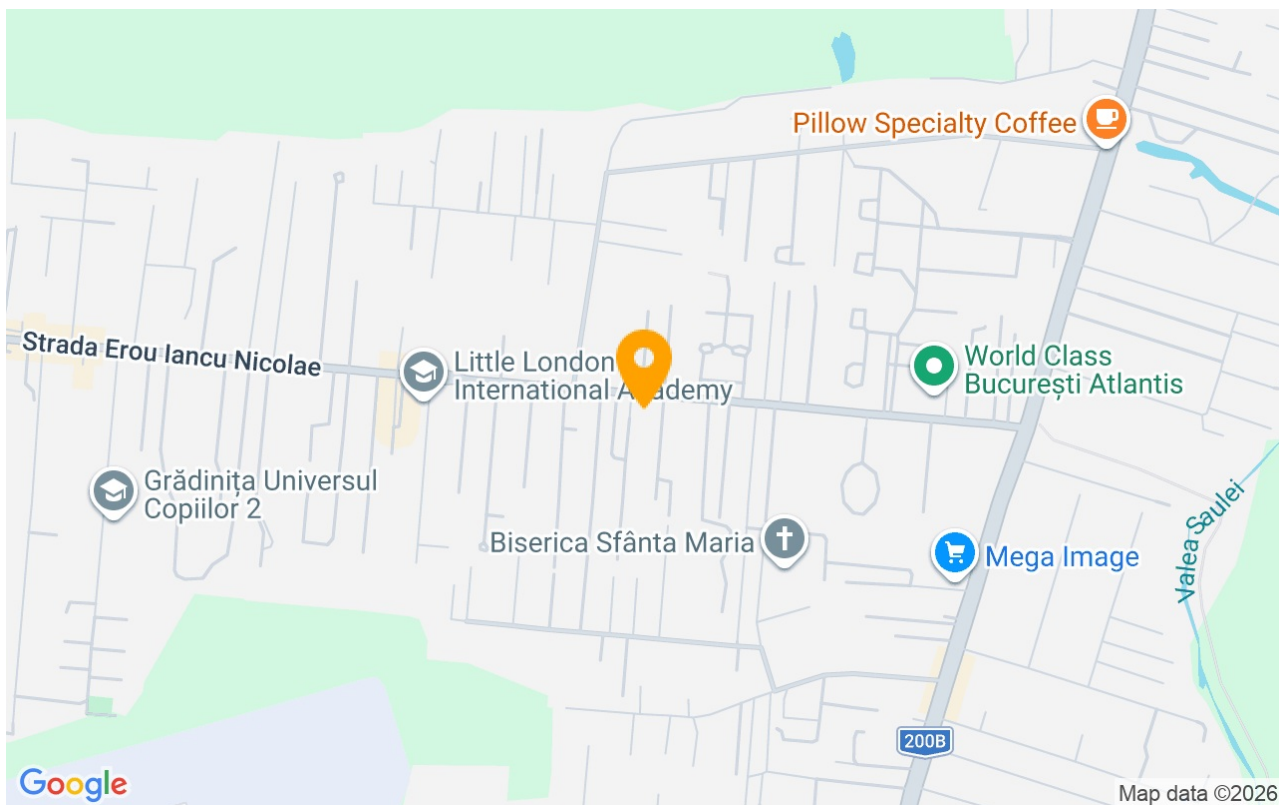 Pillow Specialty Coffee
Strada Erou Iancu Nicolae
Little London
International Academy
World Class
București Atlantis
Grădinița Universul
Copiilor 2
Biserica Sfânta Maria
Mega Image
Valea Saulei
200B
Google
Map data ©2026